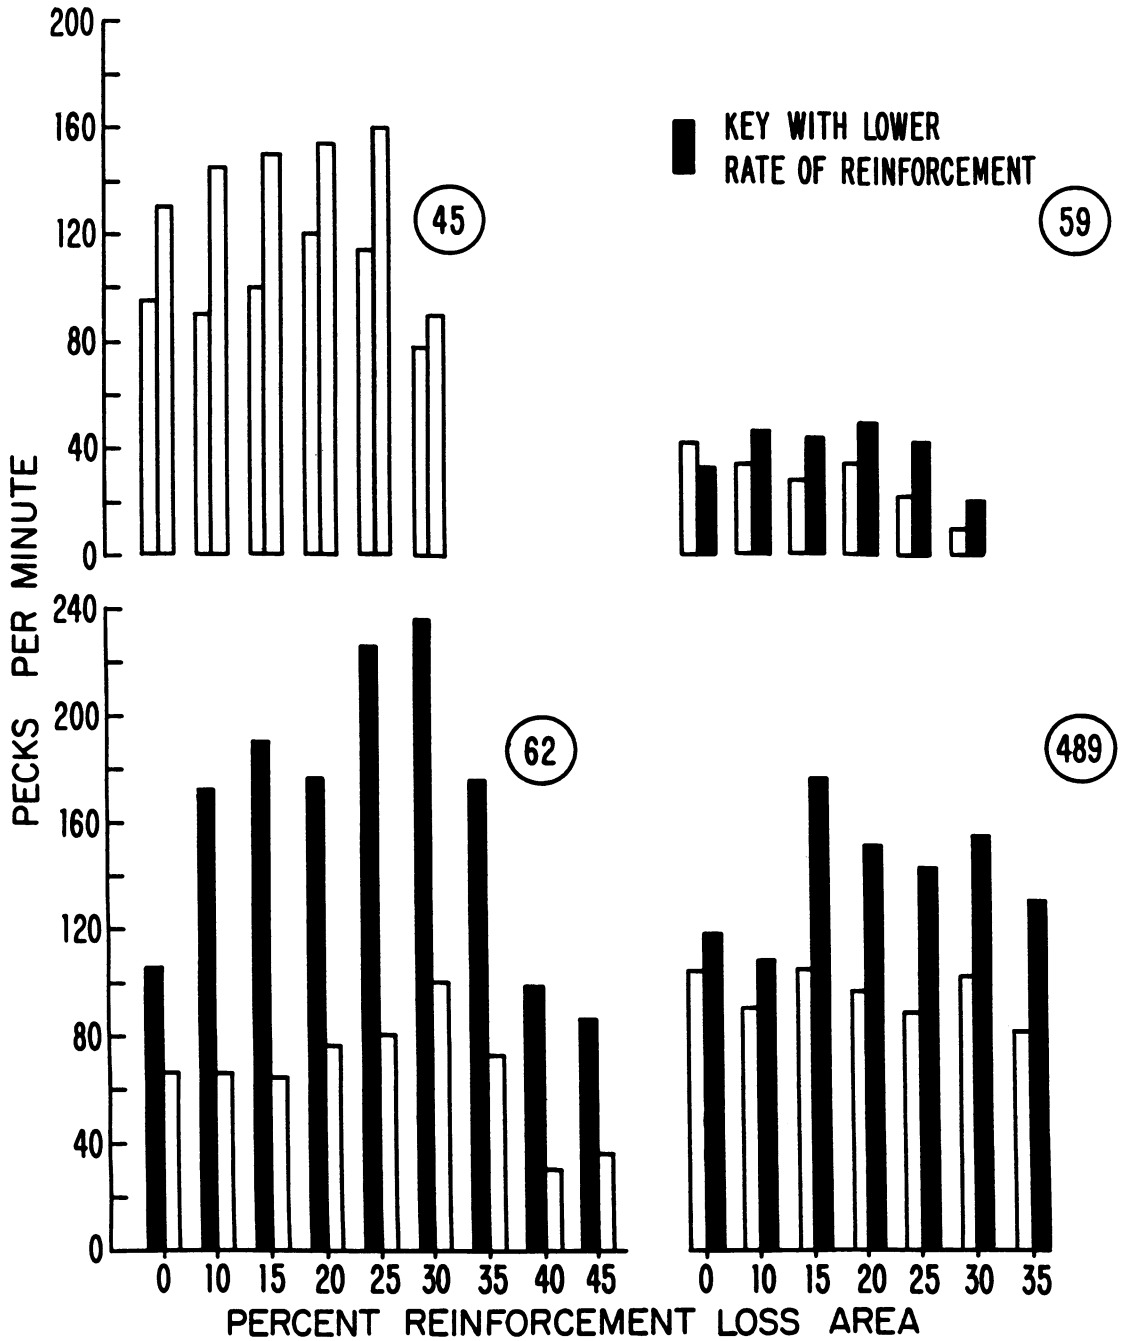 PECKS PER MINUTE
200
160
120
80
40
0
45
KEY WITH LOWER
RATE OF REINFORCEMENT
59
240
200
160
120
80
40
0
62
489
0 10 15 20 25 30 35 40 45
0 10 15 20 25 30 35
PERCENT REINFORCEMENT LOSS AREA